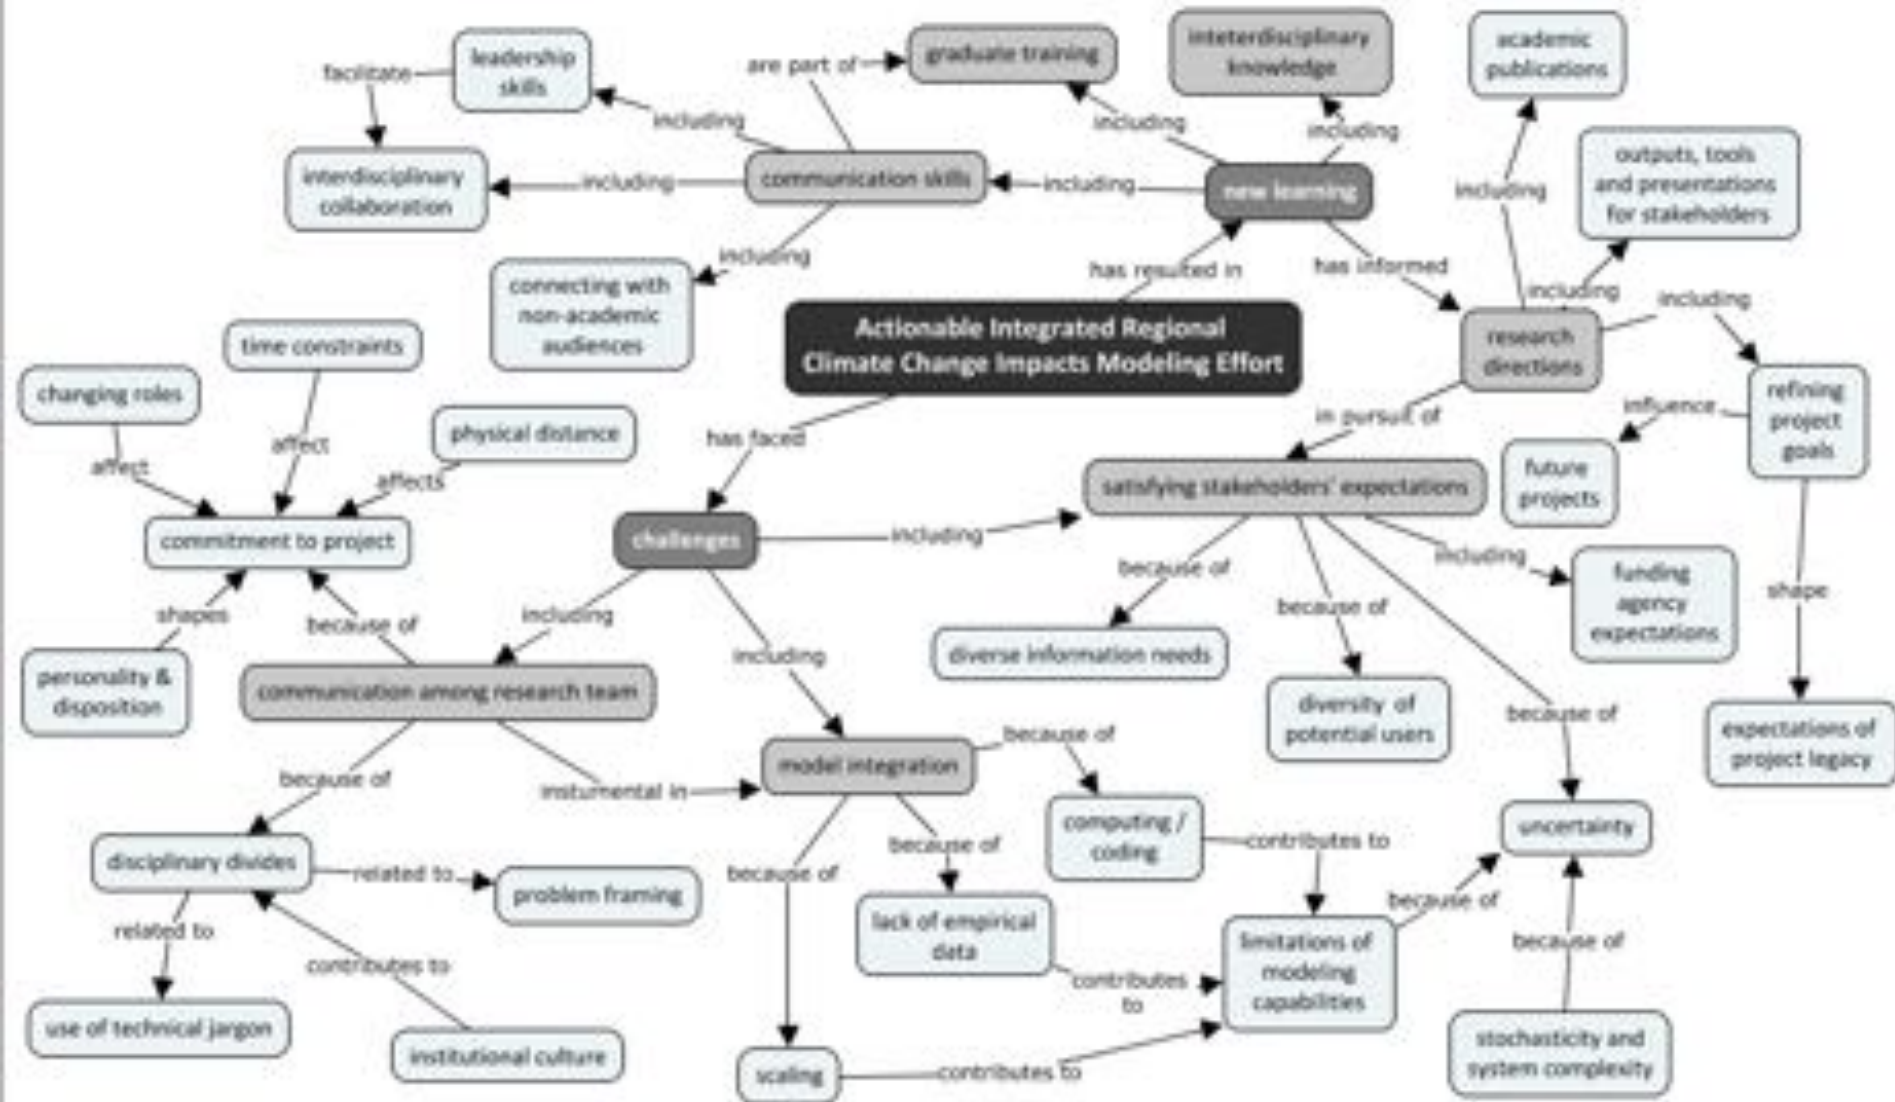 leadership
skills
facilitate
are part of
graduate training
inteterdisciplinary
knowledge
academic
publications
including
including
including
interdisciplinary
collaboration
including
communication skills
including
new learning
including
outputs, tools
and presentations
for stakeholders
including
connecting with
non-academic
audiences
has resulted in
has informed
including
including
Actionable Integrated Regional
Climate Change Impacts Modeling Effort
research
directions
time constraints
changing roles
physical distance
refining
project
goals
influence
affect
affect
affects
has faced
in pursuit of
satisfying stakeholders' expectations
future
projects
commitment to project
challenges
including
including
funding
agency
expectations
because of
because of
shape
shapes
because of
including
including
diverse information needs
personality &
disposition
communication among research team
diversity of
potential users
because of
expectations of
project legacy
because of
instumental in
model integration
because of
computing /
coding
contributes to
uncertainty
disciplinary divides
related to
problem framing
because of
because of
lack of empirical
data
because of
limitations of
modeling
capabilities
because of
related to
contributes to
contributes
to
use of technical jargon
institutional culture
scaling
contributes to
stochasticity and
system complexity